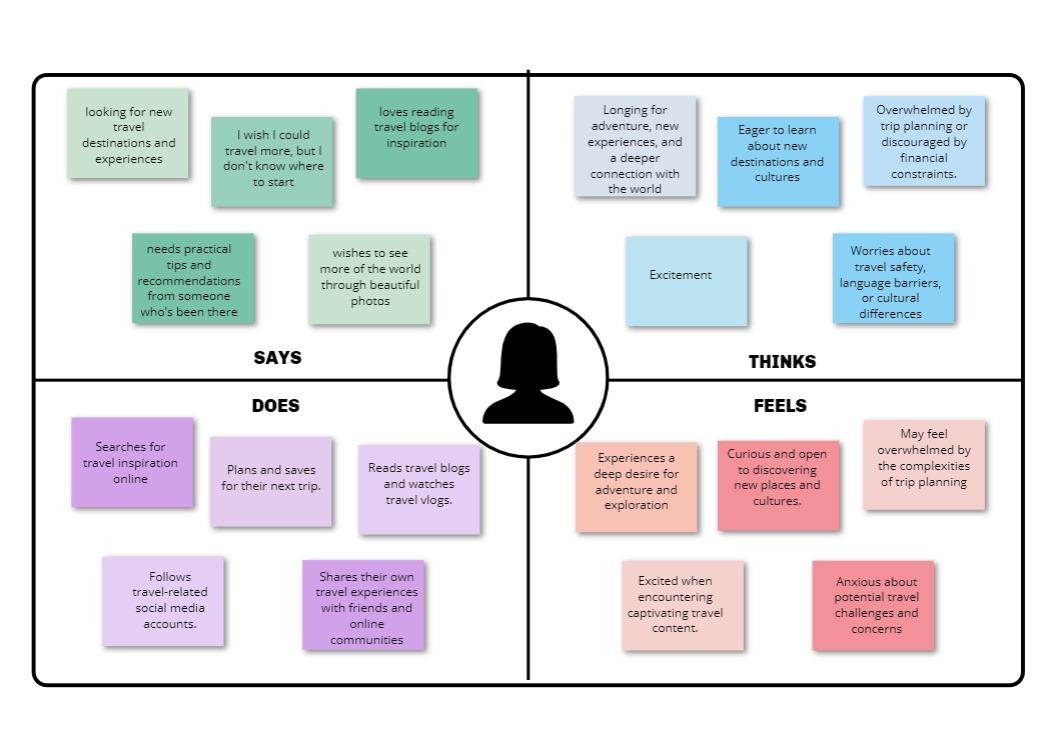 looking for new
travel
destinations and
experiences
I wish I could
travel more, but I
don't know where
to start
loves reading
travel blogs for
inspiration
needs practical
tips and
recommendations
from someone
who's been there
wishes to see
more of the world
through beautiful
photos
SAYS
Longing for
adventure, new
experiences, and
a deeper
connection with
the world
Eager to learn
about new
destinations and
cultures
Overwhelmed by
trip planning or
discouraged by
financial
constraints.
Excitement
Worries about
travel safety,
language barriers,
or cultural
differences
THINKS
DOES
Searches for
travel inspiration
online
Plans and saves
for their next trip.
Reads travel blogs
and watches
travel vlogs.
Follows
travel-related
social media
accounts.
Shares their own
travel experiences
with friends and
online
communities
FEELS
Experiences a
deep desire for
adventure and
exploration
Curious and open
to discovering
new places and
cultures.
May feel
overwhelmed by
the complexities
of trip planning
Excited when
encountering
captivating travel
content.
Anxious about
potential travel
challenges and
concerns